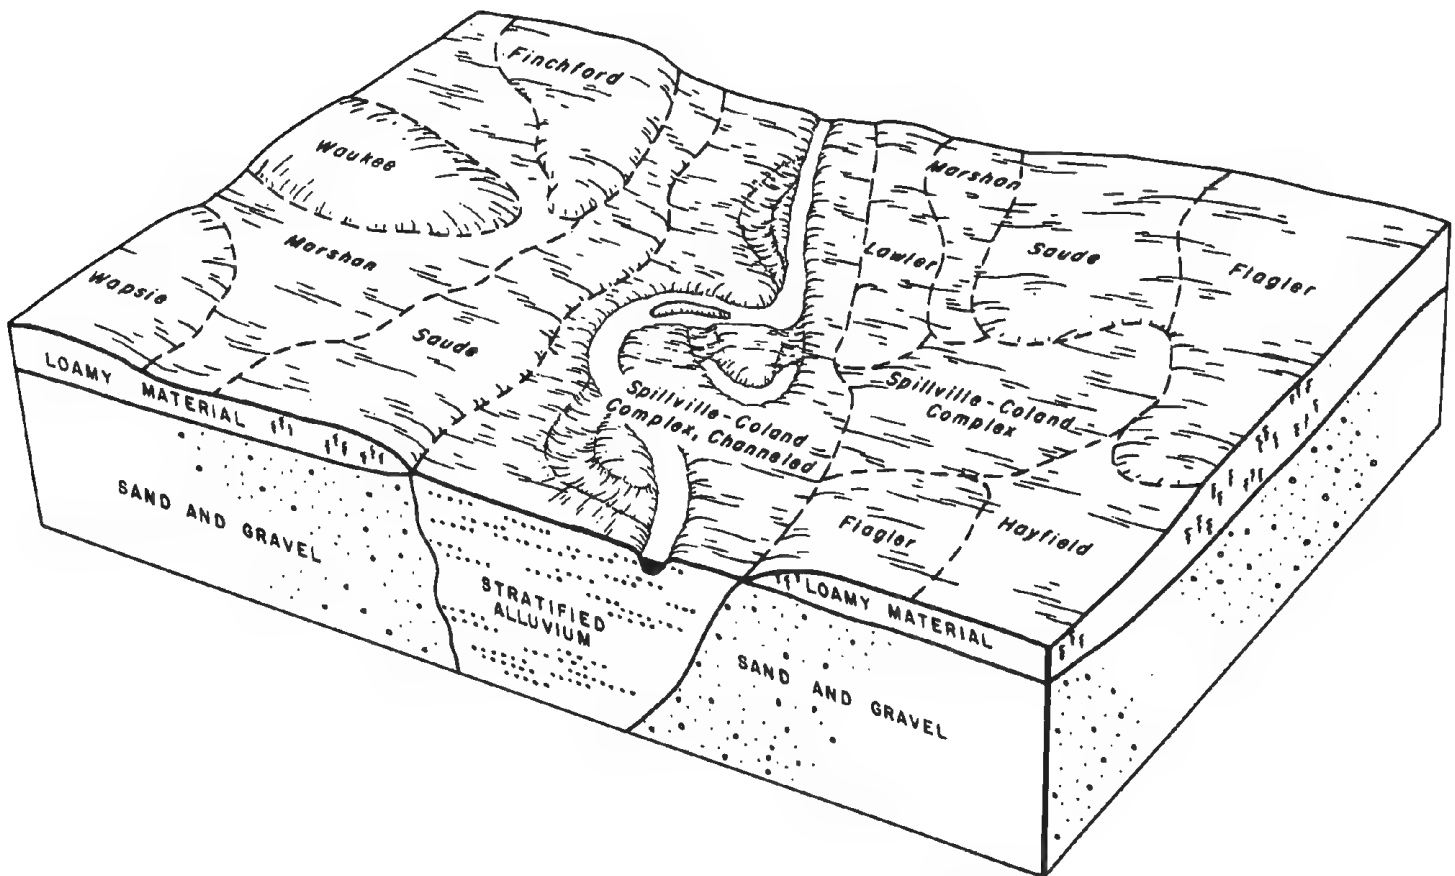 Finchford
Waukee
Marshan
Wapsie
Saude
Marshan
Lawler
Saude
Flagler
Spillville-Coland
Complex, Channeled
Spillville-Coland
Complex
Flagler
Hayfield
LOAMY MATERIAL
SAND AND GRAVEL
STRATIFIED
ALLUVIUM
LOAMY MATERIAL
SAND AND GRAVEL